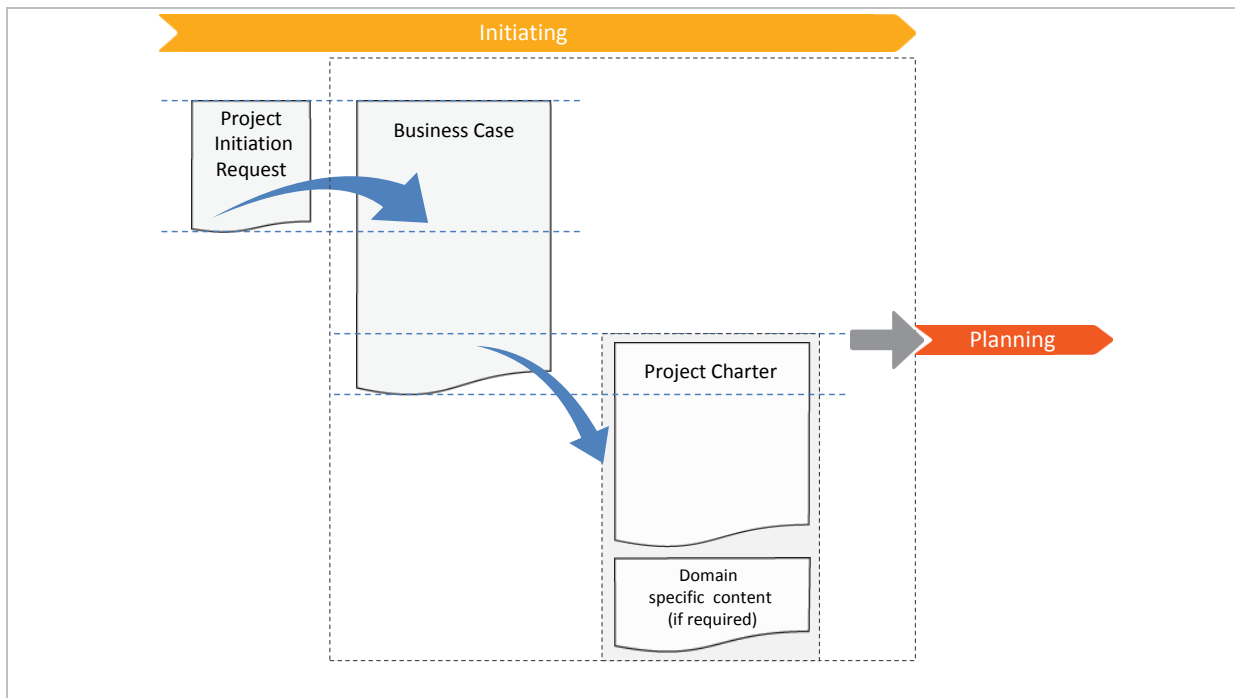 Initiating
Project
Initiation
Request
Business Case
Planning
Project Charter
Domain
specific content
(if required)